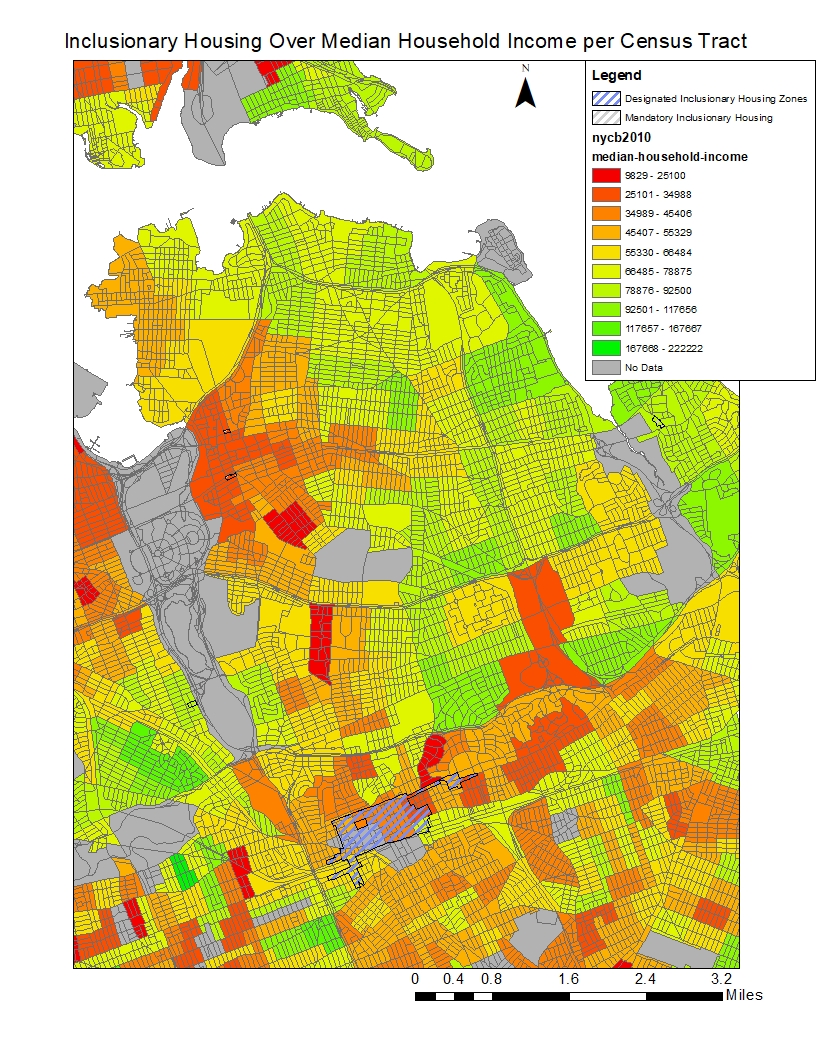 Inclusionary Housing Over Median Household Income per Census Tract
N
Legend
Designated Inclusionary Housing Zones
Mandatory Inclusionary Housing
nycb2010
median-household-income
9829 - 25100
25101 - 34988
34989 - 45406
45407 - 55329
55330 - 66484
66485 - 78875
78876 - 92500
92501 - 117656
117657 - 167667
167668 - 222222
No Data
0 0.4 0.8 1.6 2.4 3.2
Miles